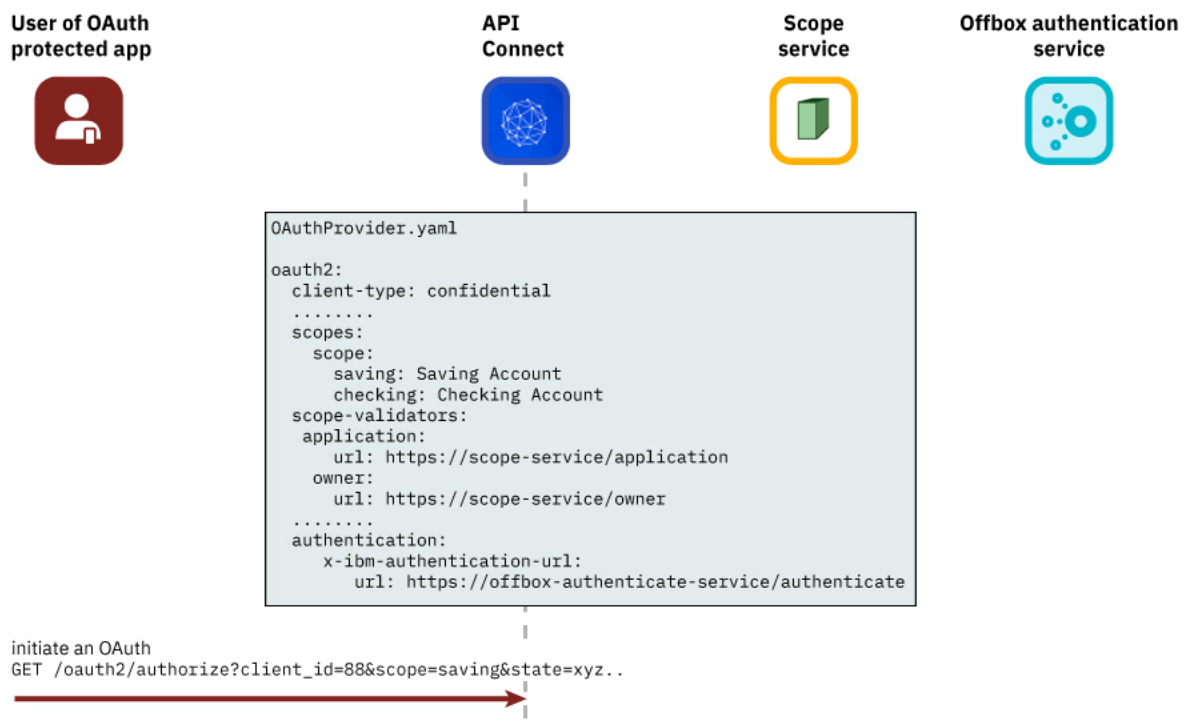 User of OAuth
protected app
API
Connect
Scope
service
Offbox authentication
service
OAuthProvider.yaml
oauth2:
  client-type: confidential
  ........
  scopes:
    scope:
      saving: Saving Account
      checking: Checking Account
  scope-validators:
   application:
      url: https://scope-service/application
    owner:
      url: https://scope-service/owner
  ........
  authentication:
     x-ibm-authentication-url:
        url: https://offbox-authenticate-service/authenticate
initiate an OAuth
GET /oauth2/authorize?client_id=88&scope=saving&state=xyz..